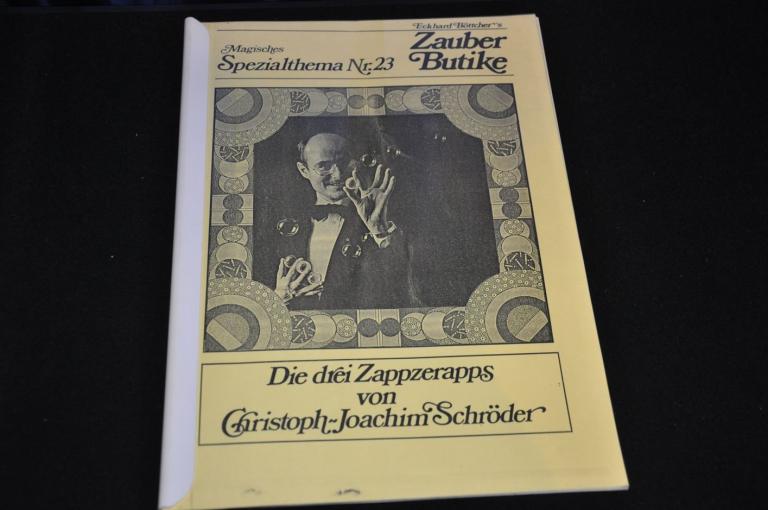 Eckhard Böttcher's
Magisches
Zauber
Spezialthema Nr. 23
Butike
Die drei Zappzerapps
von
Christoph-Joachim Schröder